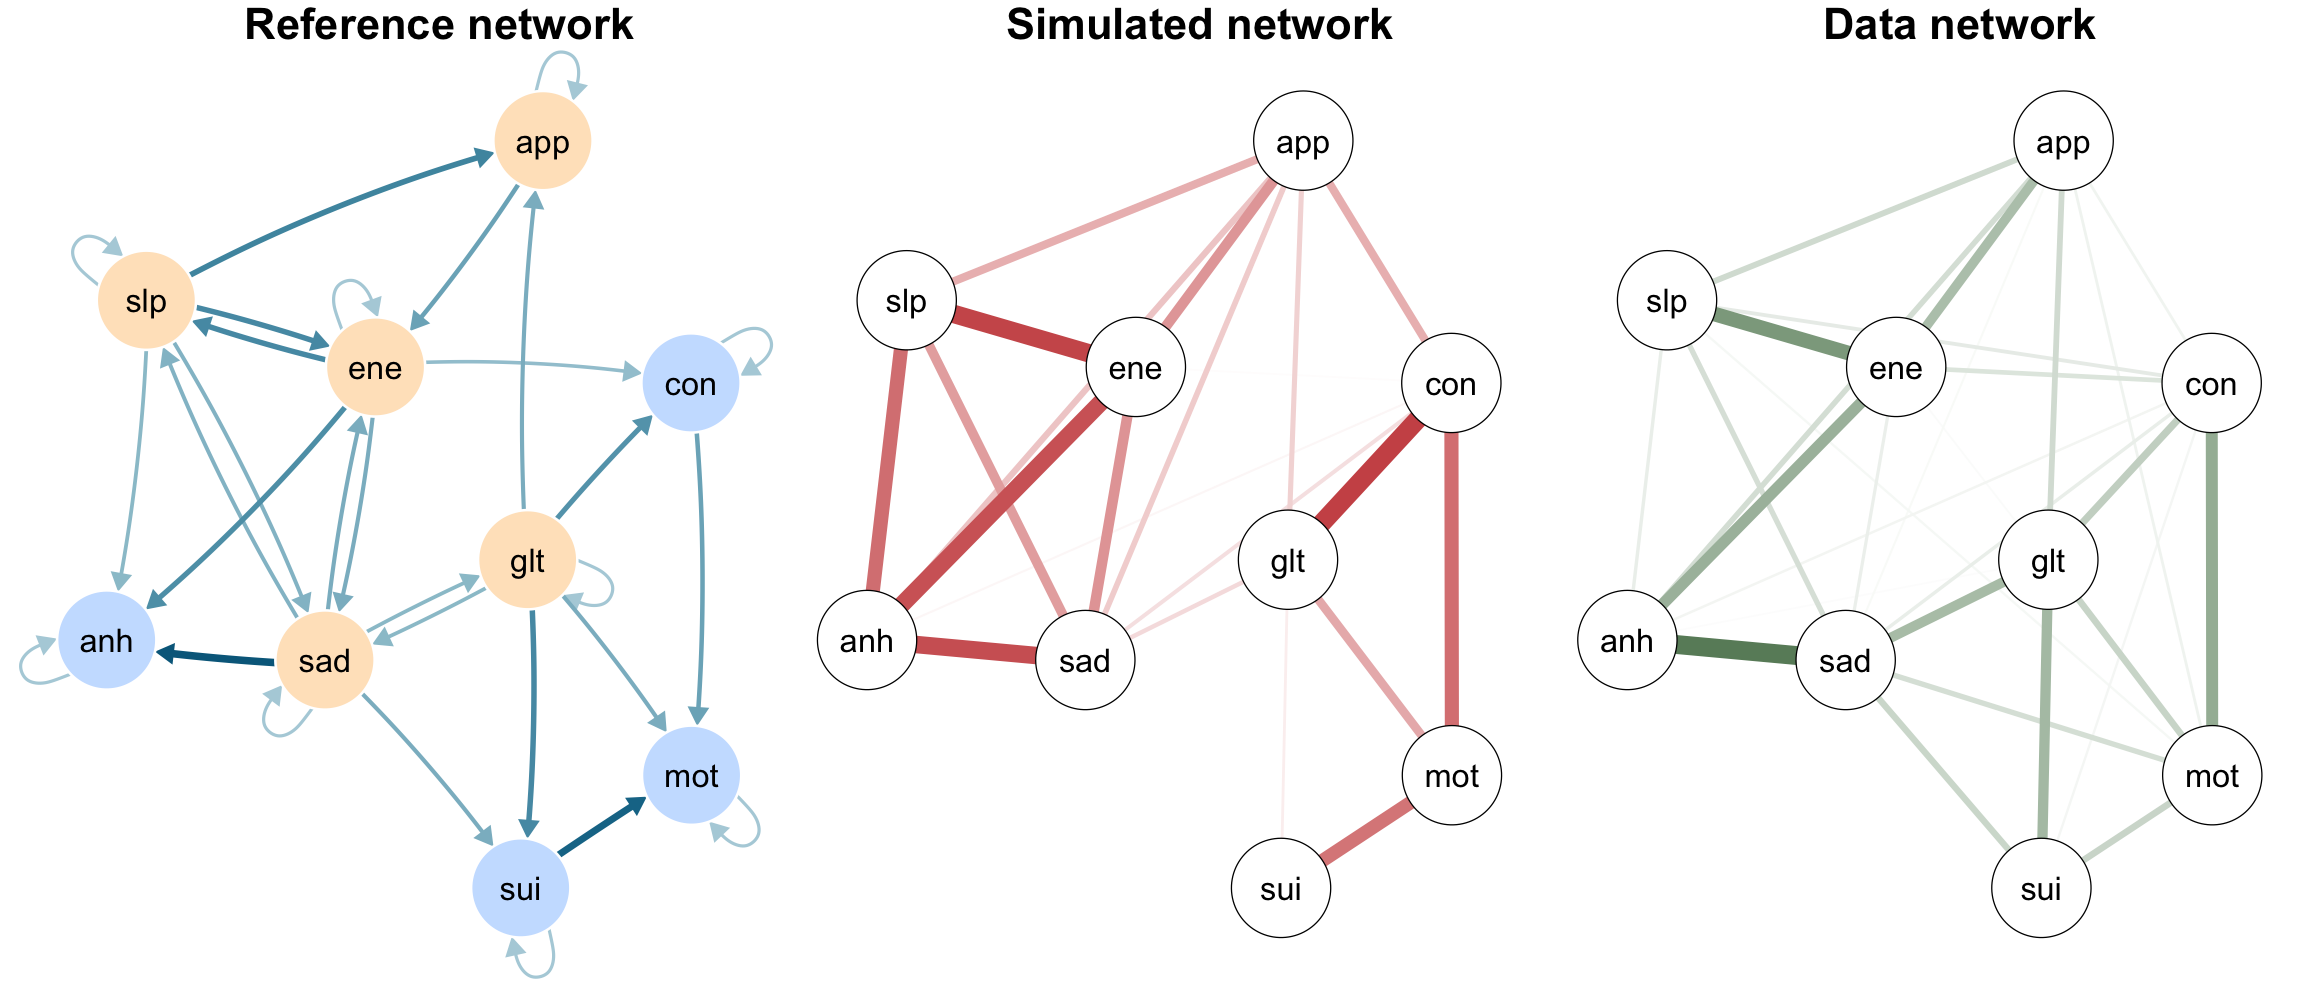 Reference network
Simulated network
Data network
app
slp
ene
con
glt
anh
sad
mot
sui
app
slp
ene
con
glt
anh
sad
mot
sui
app
slp
ene
con
glt
anh
sad
mot
sui